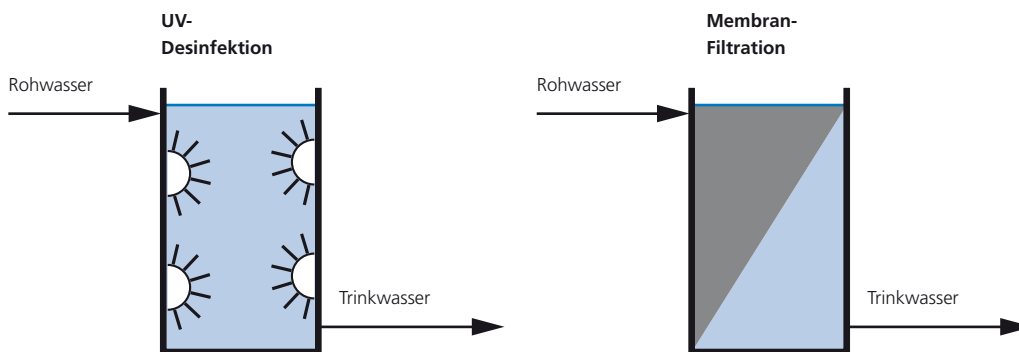 UV-
Desinfektion
Rohwasser
Trinkwasser
Membran-
Filtration
Rohwasser
Trinkwasser